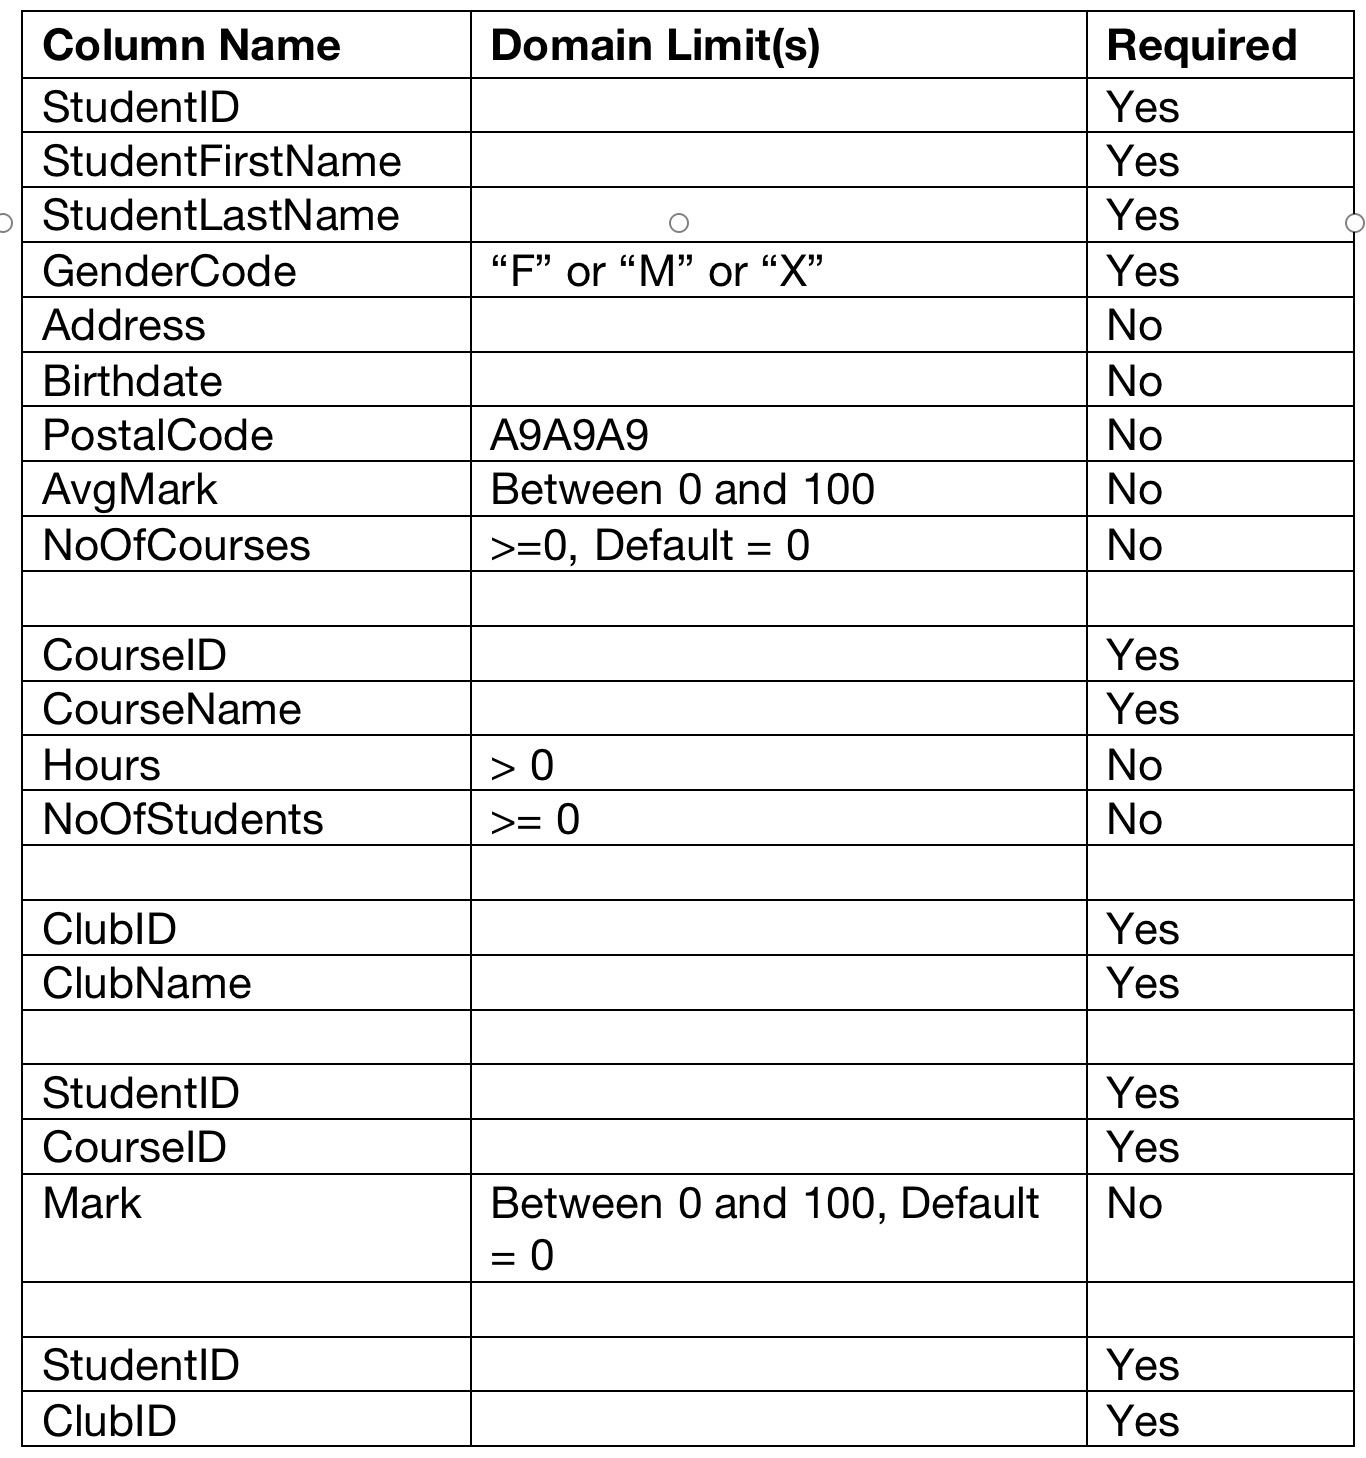 Column Name Domain Limit(s) Required
StudentID Yes
StudentFirstName Yes
StudentLastName Yes
GenderCode “F” or “M” or “X” Yes
Address No
Birthdate No
PostalCode A9A9A9 No
AvgMark Between 0 and 100 No
NoOfCourses >=0, Default = 0 No
CourseID Yes
CourseName Yes
Hours > 0 No
NoOfStudents >= 0 No
ClubID Yes
ClubName Yes
StudentID Yes
CourseID Yes
Mark Between 0 and 100, Default No
= 0
StudentID Yes
ClubID Yes